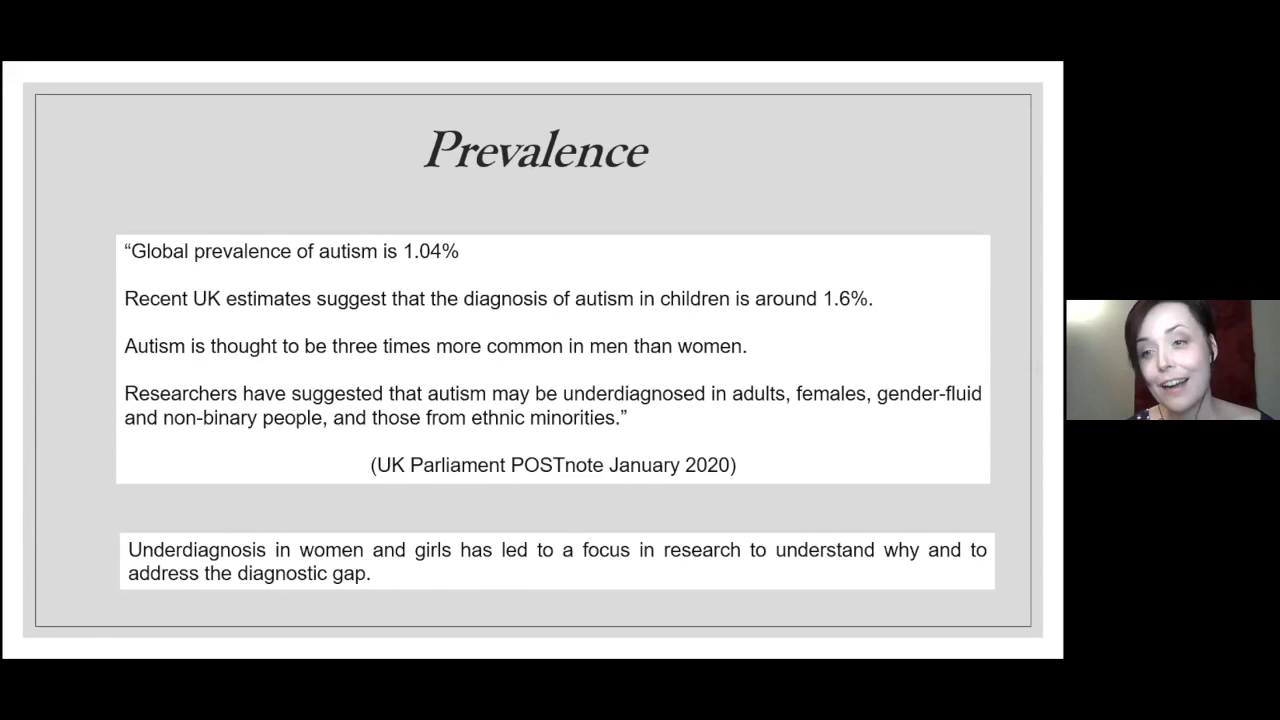 Prevalence
“Global prevalence of autism is 1.04%
Recent UK estimates suggest that the diagnosis of autism in children is around 1.6%.
Autism is thought to be three times more common in men than women.
Researchers have suggested that autism may be underdiagnosed in adults, females, gender-fluid
and non-binary people, and those from ethnic minorities.”
(UK Parliament POSTnote January 2020)
Underdiagnosis in women and girls has led to a focus in research to understand why and to
address the diagnostic gap.